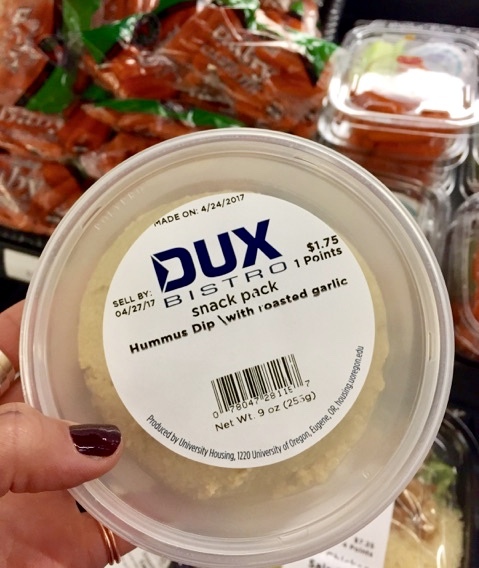 MADE ON: 4/24/2017
DUX
BISTRO
$1.75
1 Points
SELL BY:
04/27/17
snack pack
Hummus Dip \with roasted garlic
Net Wt. 9 oz (255g)
Produced by University Housing, 1220 University of Oregon, Eugene, OR, housing.uoregon.edu